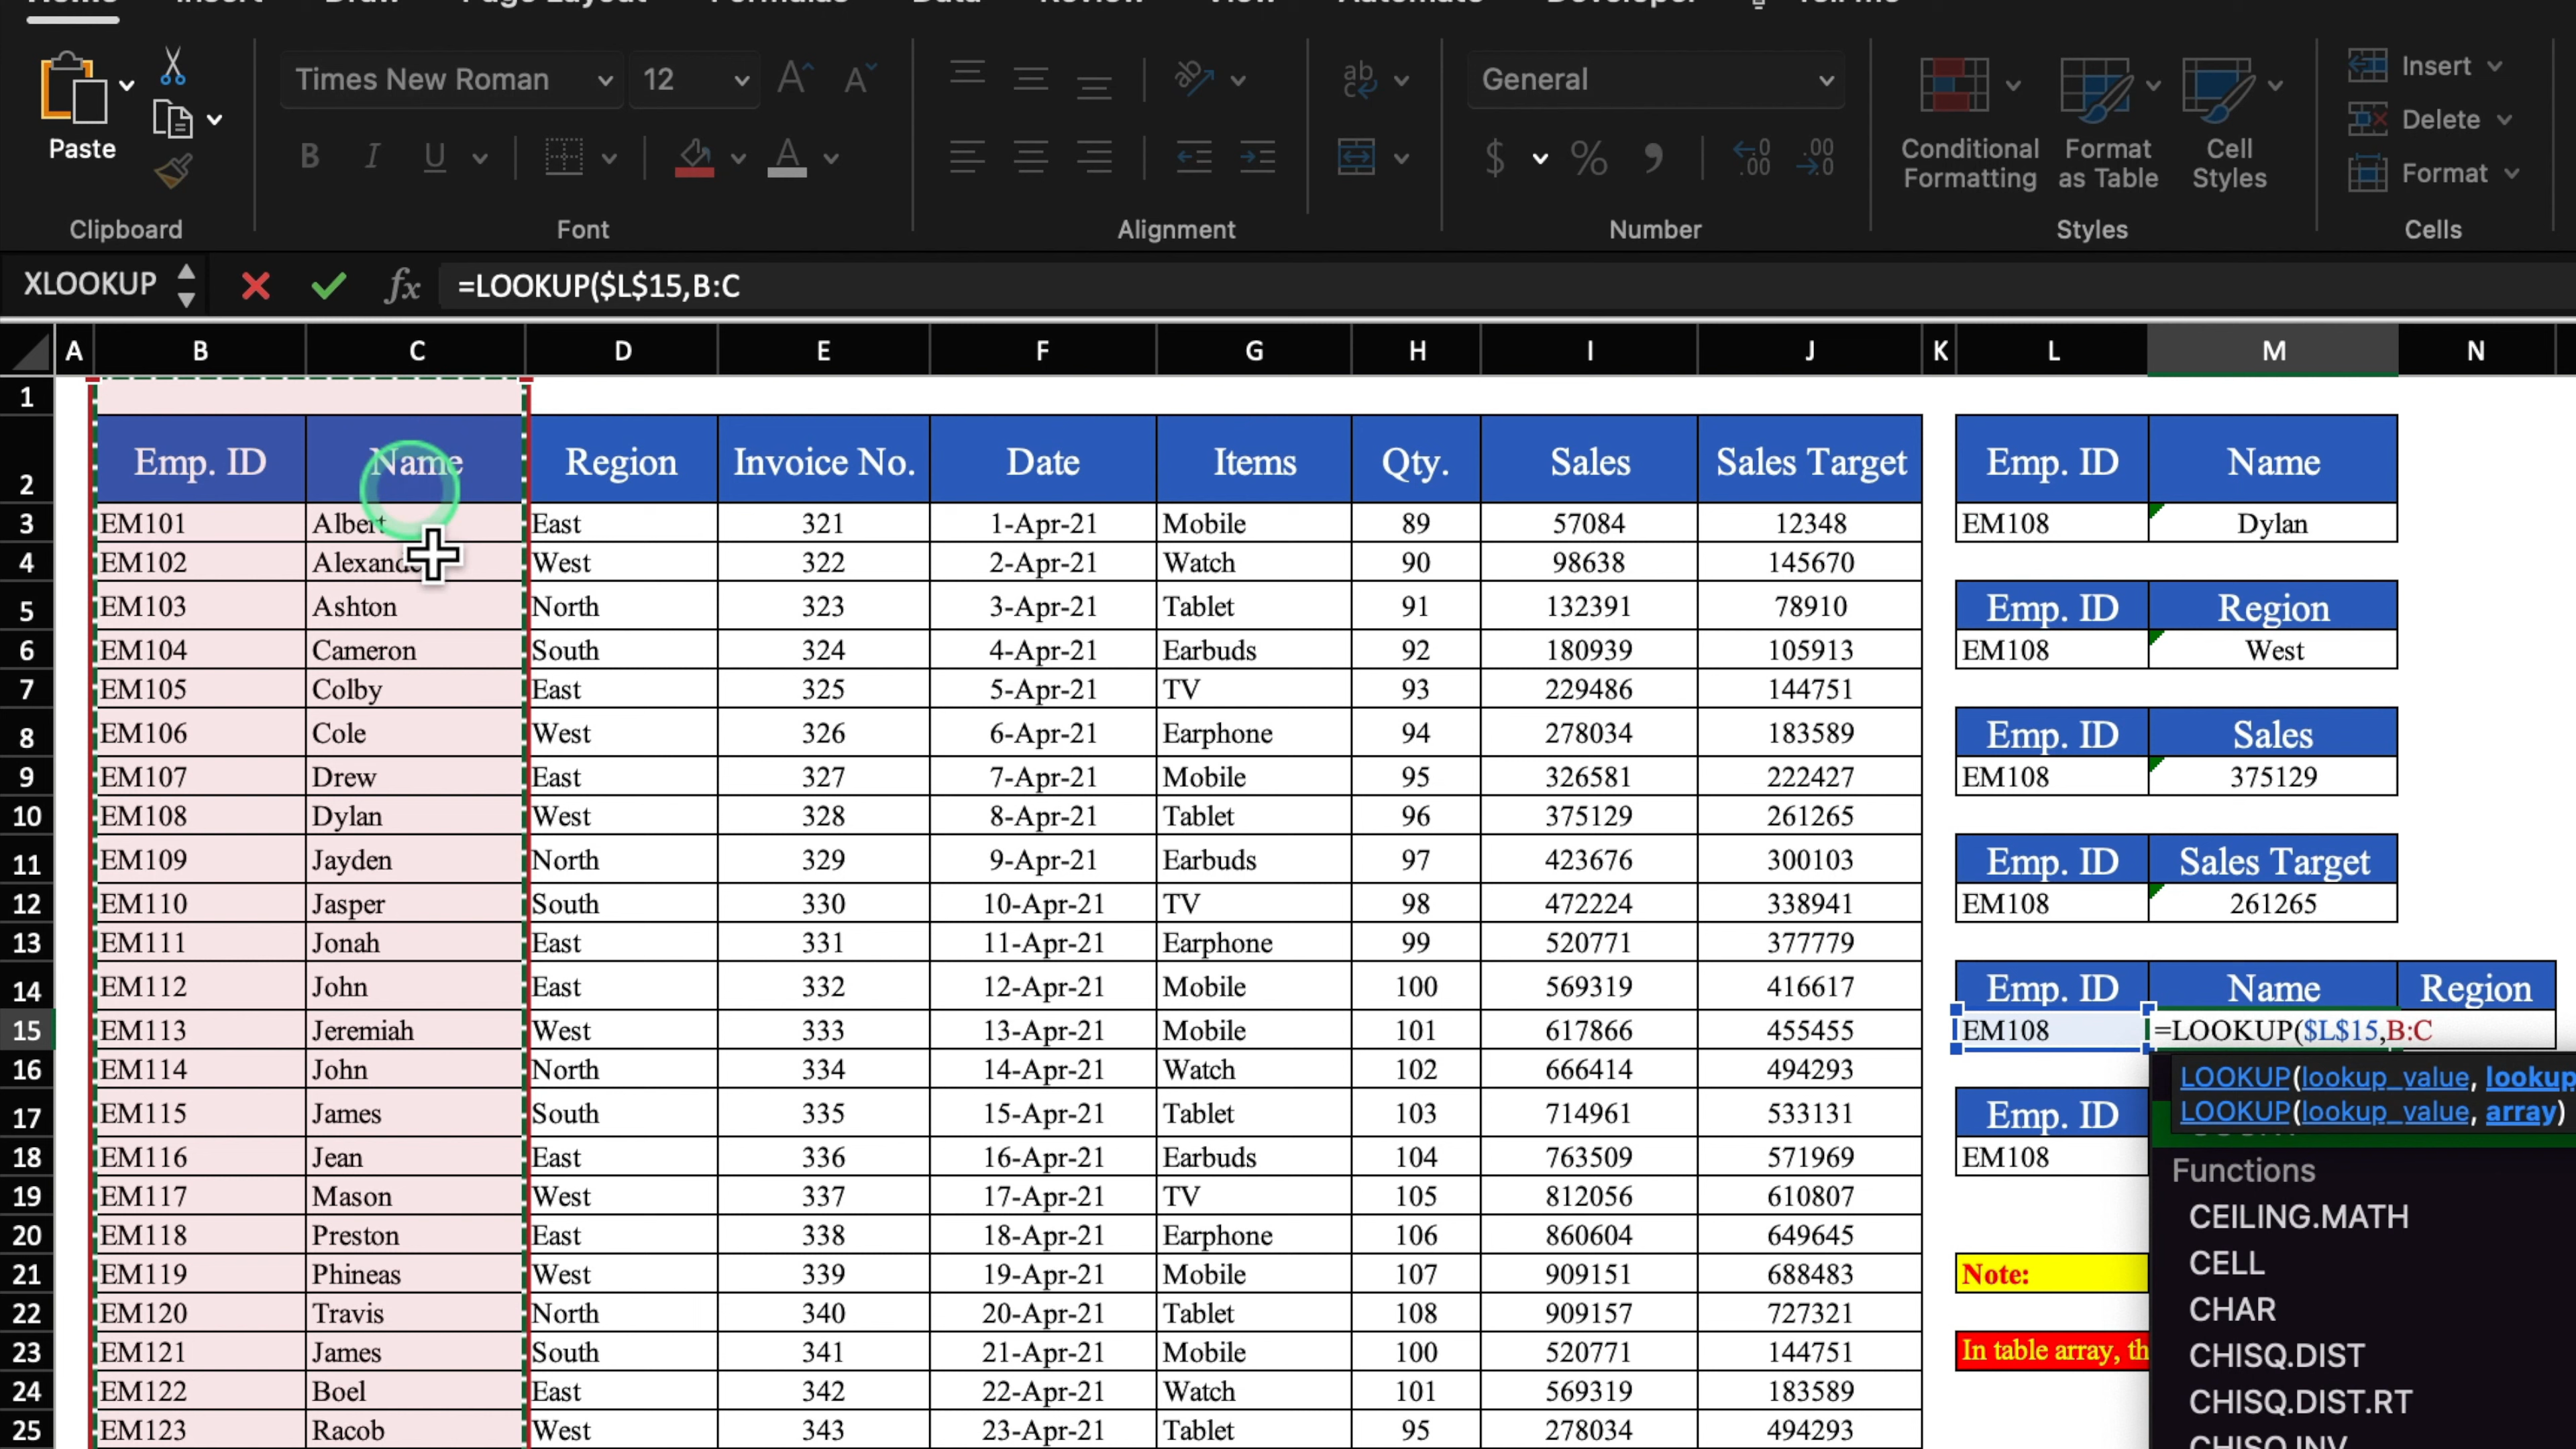 Home Insert Draw Page Layout Formulas Data Review View Automate Developer Tell me
Times New Roman 12 General Insert
Delete
Paste B I U $ % Conditional Formatting Format as Table Cell Styles Format
Clipboard Font Alignment Number Styles Cells
XLOOKUP fx =LOOKUP($L$15,B:C
A B C D E F G H I J K L M N
1
2 Emp. ID Name Region Invoice No. Date Items Qty. Sales Sales Target Emp. ID Name
3 EM101 Albert East 321 1-Apr-21 Mobile 89 57084 12348 EM108 Dylan
4 EM102 West 322 2-Apr-21 Watch 90 98638 145670
5 EM103 Ashton North 323 3-Apr-21 Tablet 91 132391 78910 Emp. ID Region
6 EM104 Cameron South 324 4-Apr-21 Earbuds 92 180939 105913 EM108 West
7 EM105 Colby East 325 5-Apr-21 TV 93 229486 144751
8 EM106 Cole West 326 6-Apr-21 Earphone 94 278034 183589 Emp. ID Sales
9 EM107 Drew East 327 7-Apr-21 Mobile 95 326581 222427 EM108 375129
10 EM108 Dylan West 328 8-Apr-21 Tablet 96 375129 261265
11 EM109 Jayden North 329 9-Apr-21 Earbuds 97 423676 300103 Emp. ID Sales Target
12 EM110 Jasper South 330 10-Apr-21 TV 98 472224 338941 EM108 261265
13 EM111 Jonah East 331 11-Apr-21 Earphone 99 520771 377779
14 EM112 John East 332 12-Apr-21 Mobile 100 569319 416617 Emp. ID Name Region
15 EM113 Jeremiah West 333 13-Apr-21 Mobile 101 617866 455455 EM108 =LOOKUP($L$15,B:C
16 EM114 John North 334 14-Apr-21 Watch 102 666414 494293 LOOKUP(lookup_value, lookup
17 EM115 James South 335 15-Apr-21 Tablet 103 714961 533131 Emp. ID LOOKUP(lookup_value, array)
18 EM116 Jean East 336 16-Apr-21 Earbuds 104 763509 571969 EM108 Functions
19 EM117 Mason West 337 17-Apr-21 TV 105 812056 610807 CEILING.MATH
20 EM118 Preston East 338 18-Apr-21 Earphone 106 860604 649645 CELL
21 EM119 Phineas West 339 19-Apr-21 Mobile 107 909151 688483 Note:
22 EM120 Travis North 340 20-Apr-21 Tablet 108 909157 727321 CHAR
23 EM121 James South 341 21-Apr-21 Mobile 100 520771 144751 In table array, th CHISQ.DIST
24 EM122 Boel East 342 22-Apr-21 Watch 101 569319 183589 CHISQ.DIST.RT
25 EM123 Racob West 343 23-Apr-21 Tablet 95 278034 494293 CHISQ.INV